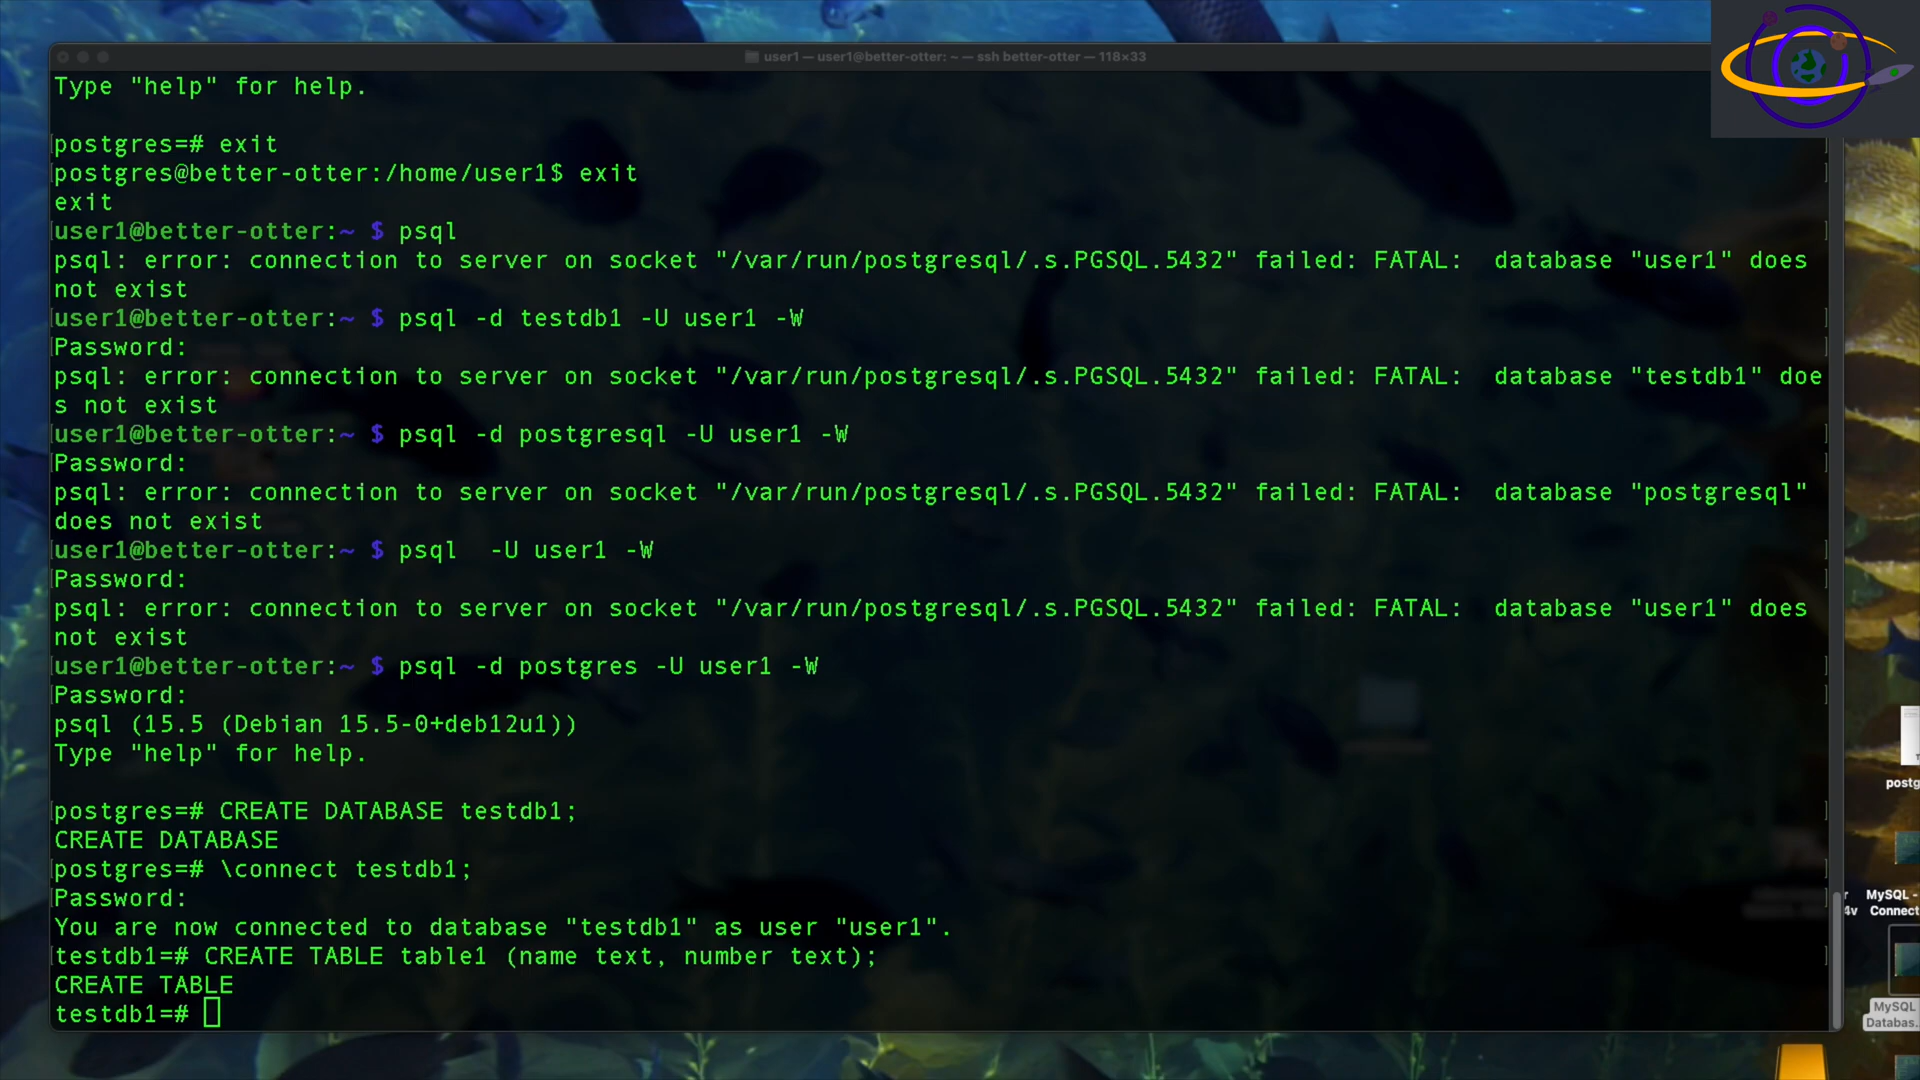 user1 — user1@better-otter: ~ — ssh better-otter — 118×33
Type "help" for help.
postgres=# exit
postgres@better-otter:/home/user1$ exit
exit
user1@better-otter:~ $ psql
psql: error: connection to server on socket "/var/run/postgresql/.s.PGSQL.5432" failed: FATAL:  database "user1" does
not exist
user1@better-otter:~ $ psql -d testdb1 -U user1 -W
Password:
psql: error: connection to server on socket "/var/run/postgresql/.s.PGSQL.5432" failed: FATAL:  database "testdb1" doe
s not exist
user1@better-otter:~ $ psql -d postgresql -U user1 -W
Password:
psql: error: connection to server on socket "/var/run/postgresql/.s.PGSQL.5432" failed: FATAL:  database "postgresql"
does not exist
user1@better-otter:~ $ psql  -U user1 -W
Password:
psql: error: connection to server on socket "/var/run/postgresql/.s.PGSQL.5432" failed: FATAL:  database "user1" does
not exist
user1@better-otter:~ $ psql -d postgres -U user1 -W
Password:
psql (15.5 (Debian 15.5-0+deb12u1))
Type "help" for help.
postgres=# CREATE DATABASE testdb1;
CREATE DATABASE
postgres=# \connect testdb1;
Password:
You are now connected to database "testdb1" as user "user1".
testdb1=# CREATE TABLE table1 (name text, number text);
CREATE TABLE
testdb1=#
postg
MySQL -
4v Connect
MySQL
Databas..